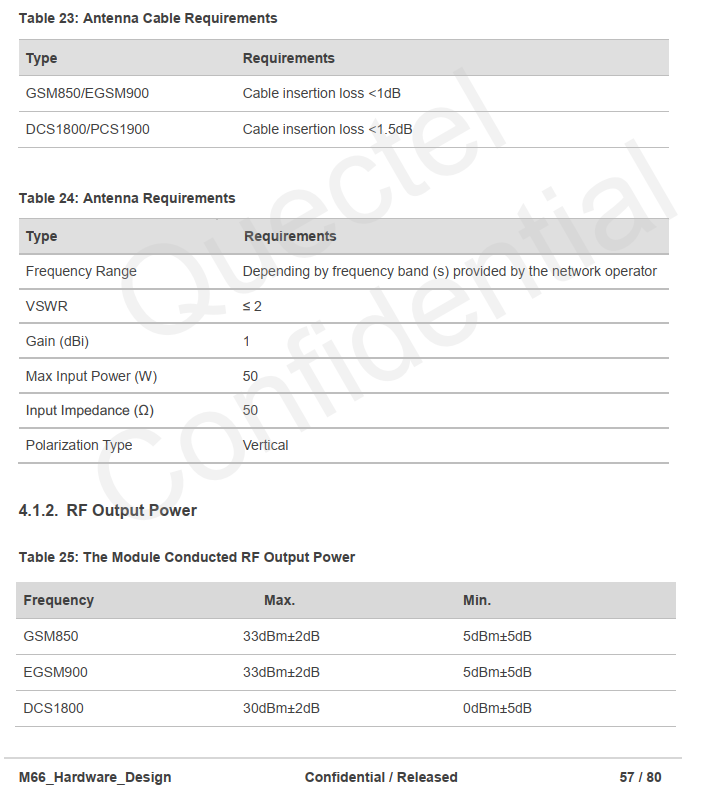 Table 23: Antenna Cable Requirements
Type Requirements
GSM850/EGSM900 Cable insertion loss <1dB
DCS1800/PCS1900 Cable insertion loss <1.5dB
Table 24: Antenna Requirements
Type Requirements
Frequency Range Depending by frequency band (s) provided by the network operator
VSWR ≤ 2
Gain (dBi) 1
Max Input Power (W) 50
Input Impedance (Ω) 50
Polarization Type Vertical
4.1.2. RF Output Power
Table 25: The Module Conducted RF Output Power
Frequency Max. Min.
GSM850 33dBm±2dB 5dBm±5dB
EGSM900 33dBm±2dB 5dBm±5dB
DCS1800 30dBm±2dB 0dBm±5dB
M66_Hardware_Design Confidential / Released 57 / 80
Quectel
Confidential